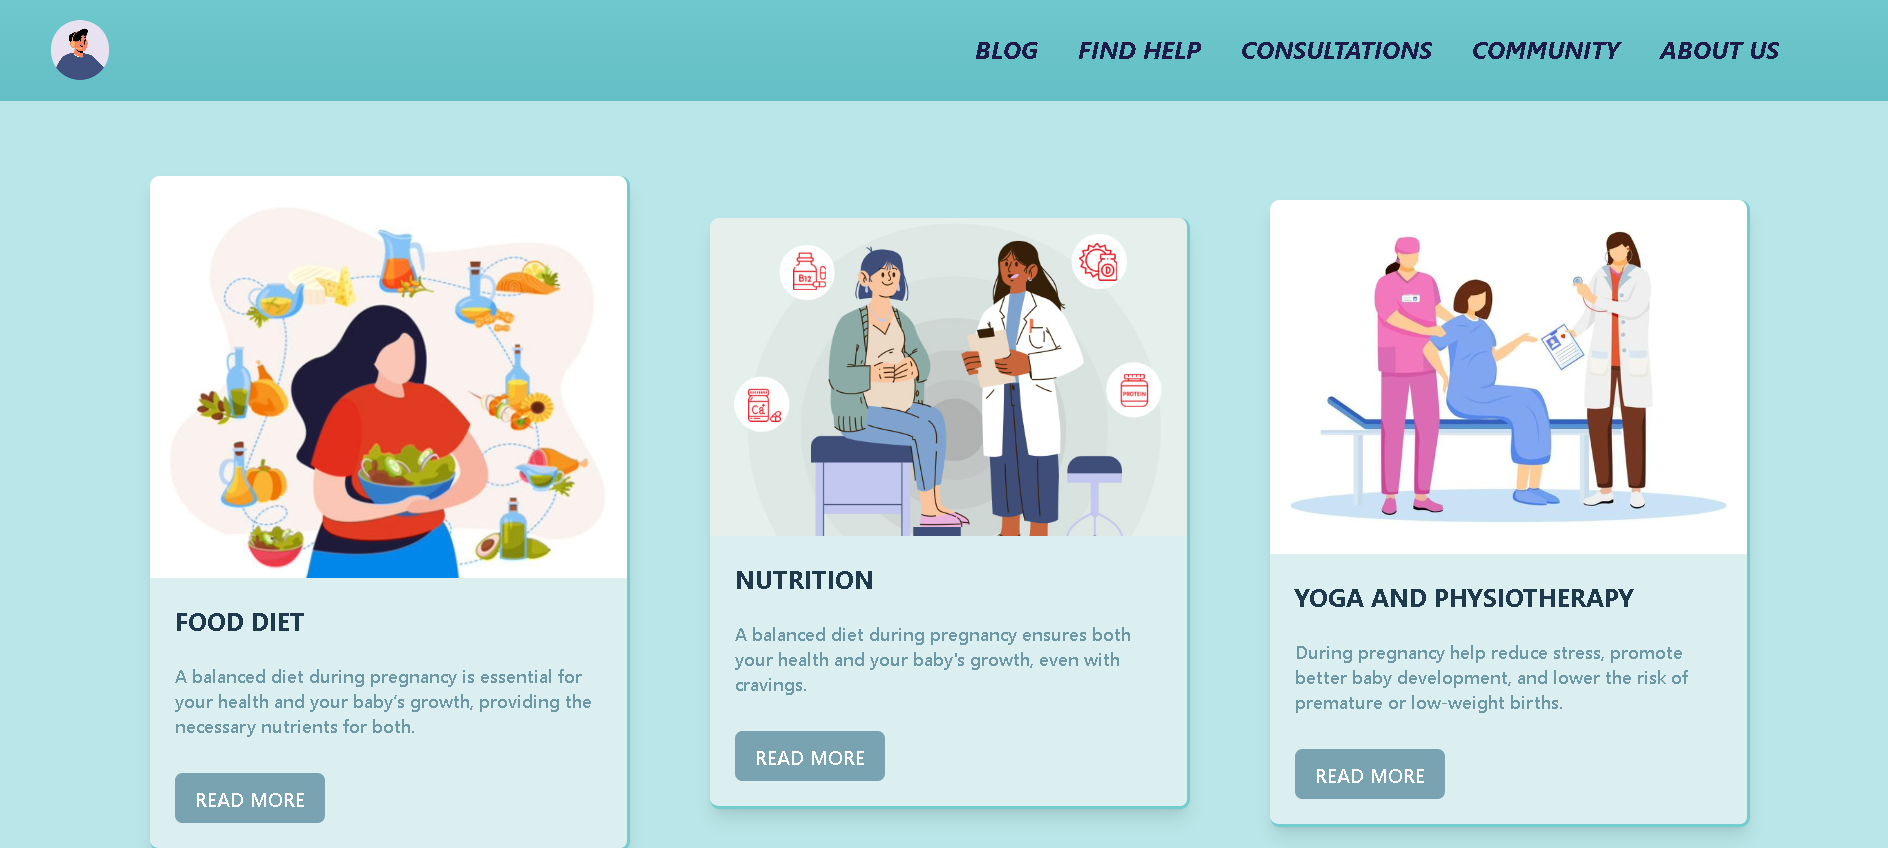 BLOG FIND HELP CONSULTATIONS COMMUNITY ABOUT US
B12
D
Ca
PROTEIN
FOOD DIET
A balanced diet during pregnancy is essential for
your health and your baby’s growth, providing the
necessary nutrients for both.
READ MORE
NUTRITION
A balanced diet during pregnancy ensures both
your health and your baby's growth, even with
cravings.
READ MORE
YOGA AND PHYSIOTHERAPY
During pregnancy help reduce stress, promote
better baby development, and lower the risk of
premature or low-weight births.
READ MORE